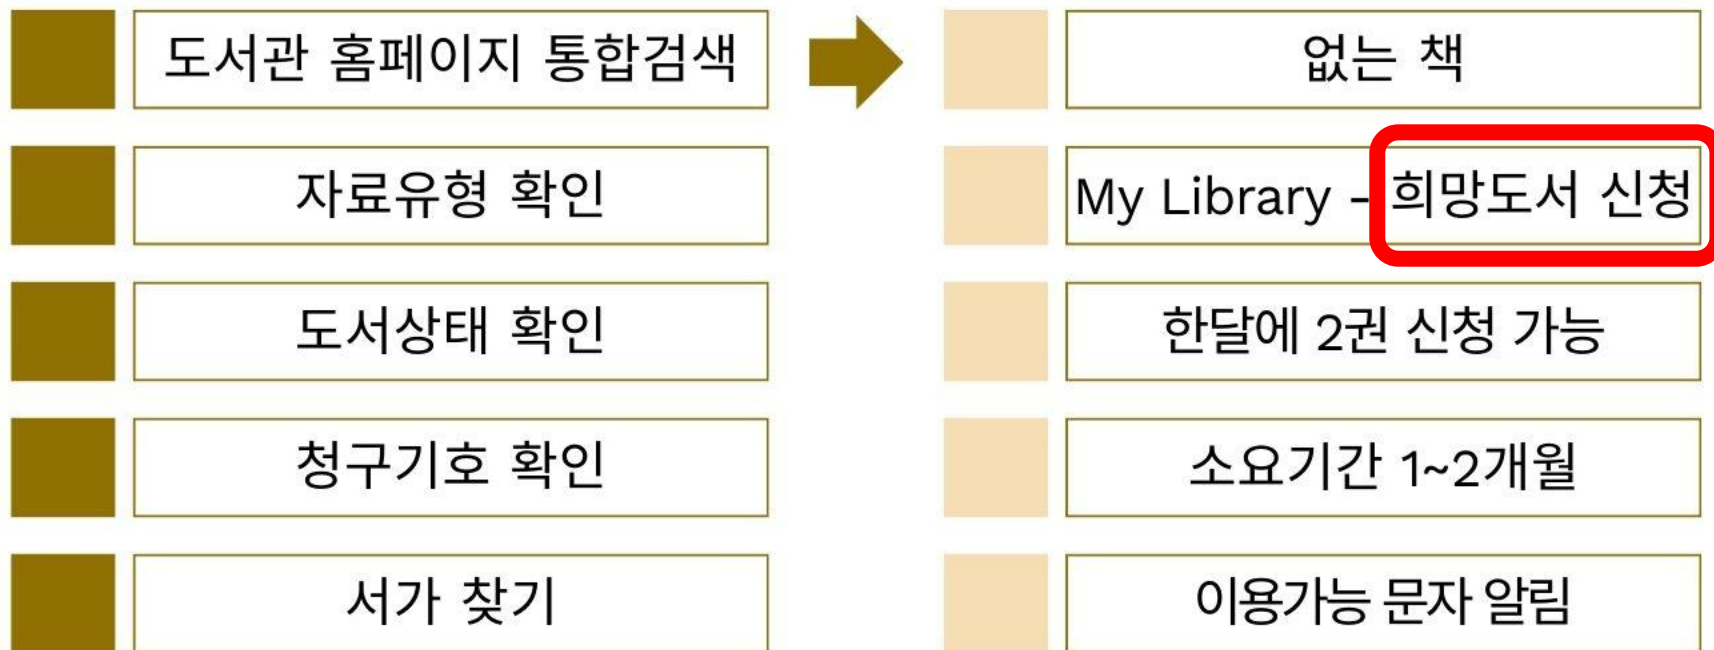 도서관 홈페이지 통합검색
자료유형 확인
도서상태 확인
청구기호 확인
서가 찾기
없는 책
My Library - 희망도서 신청
한달에 2권 신청 가능
소요기간 1~2개월
이용가능 문자 알림